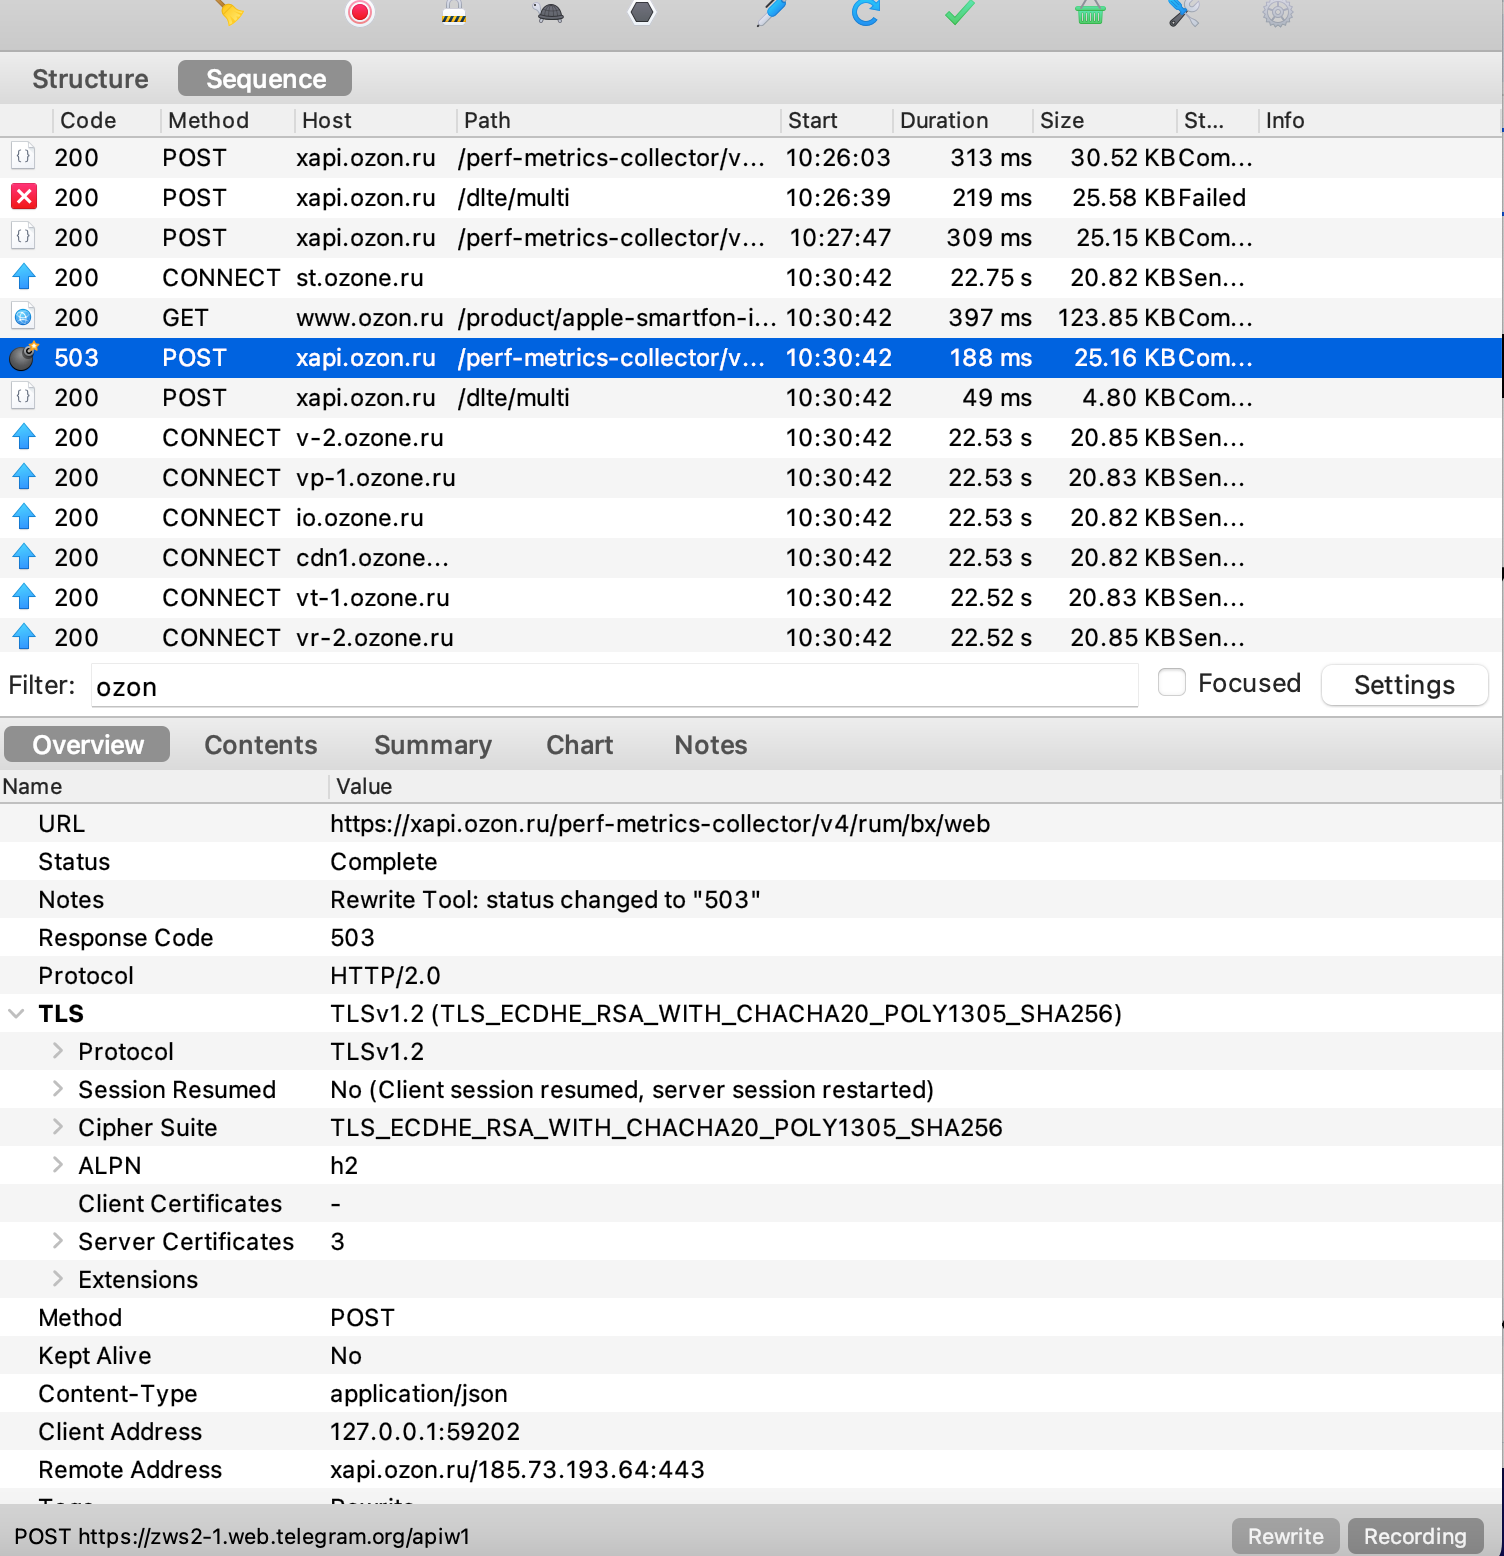 Structure Sequence
Code Method Host Path Start Duration Size St... Info
200 POST xapi.ozon.ru /perf-metrics-collector/v... 10:26:03 313 ms 30.52 KB Com...
200 POST xapi.ozon.ru /dlte/multi 10:26:39 219 ms 25.58 KB Failed
200 POST xapi.ozon.ru /perf-metrics-collector/v... 10:27:47 309 ms 25.15 KB Com...
200 CONNECT st.ozone.ru 10:30:42 22.75 s 20.82 KB Sen...
200 GET www.ozon.ru /product/apple-smartfon-i... 10:30:42 397 ms 123.85 KB Com...
503 POST xapi.ozon.ru /perf-metrics-collector/v... 10:30:42 188 ms 25.16 KB Com...
200 POST xapi.ozon.ru /dlte/multi 10:30:42 49 ms 4.80 KB Com...
200 CONNECT v-2.ozone.ru 10:30:42 22.53 s 20.85 KB Sen...
200 CONNECT vp-1.ozone.ru 10:30:42 22.53 s 20.83 KB Sen...
200 CONNECT io.ozone.ru 10:30:42 22.53 s 20.82 KB Sen...
200 CONNECT cdn1.ozone... 10:30:42 22.53 s 20.82 KB Sen...
200 CONNECT vt-1.ozone.ru 10:30:42 22.52 s 20.83 KB Sen...
200 CONNECT vr-2.ozone.ru 10:30:42 22.52 s 20.85 KB Sen...
Filter: ozon Focused Settings
Overview Contents Summary Chart Notes
Name Value
URL https://xapi.ozon.ru/perf-metrics-collector/v4/rum/bx/web
Status Complete
Notes Rewrite Tool: status changed to "503"
Response Code 503
Protocol HTTP/2.0
TLS TLSv1.2 (TLS_ECDHE_RSA_WITH_CHACHA20_POLY1305_SHA256)
Protocol TLSv1.2
Session Resumed No (Client session resumed, server session restarted)
Cipher Suite TLS_ECDHE_RSA_WITH_CHACHA20_POLY1305_SHA256
ALPN h2
Client Certificates -
Server Certificates 3
Extensions
Method POST
Kept Alive No
Content-Type application/json
Client Address 127.0.0.1:59202
Remote Address xapi.ozon.ru/185.73.193.64:443
Tags Rewrite
POST https://zws2-1.web.telegram.org/apiw1 Rewrite Recording